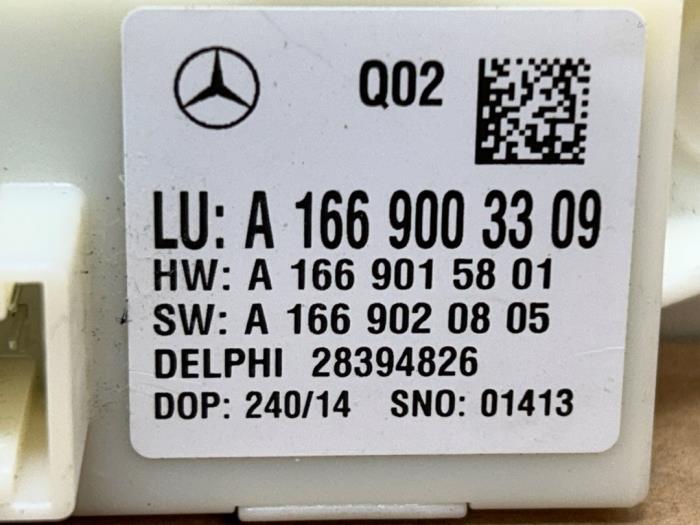 Q02
LU: A 166 900 33 09
HW: A 166 901 58 01
SW: A 166 902 08 05
DELPHI 28394826
DOP: 240/14 SNO: 01413